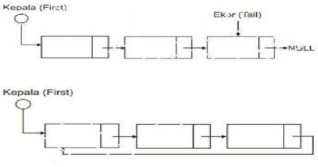 Kepala (First)
Ekor (Tail)
NULL
Kepala (First)